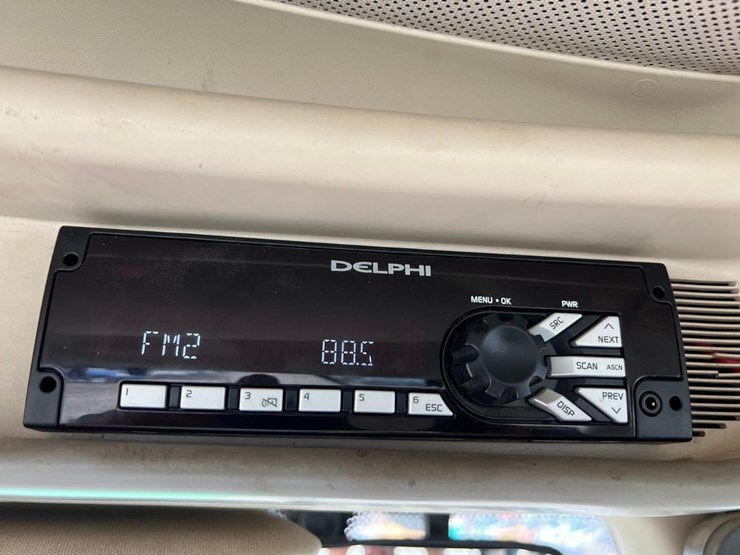 DELPHI
MENU • OK
PWR
SRC
NEXT
FM2
88.5
SCAN ASCN
1
2
3
4
5
6 ESC
DISP
PREV